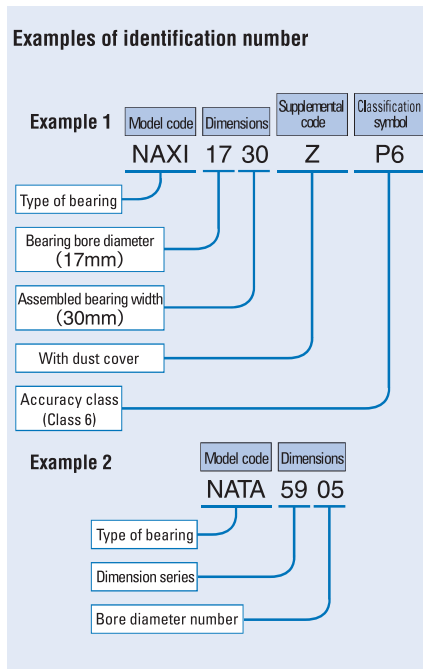 Examples of identification number
Example 1
Model code
Dimensions
Supplemental
code
Classification
symbol
NAXI 17 30 Z P6
Type of bearing
Bearing bore diameter
(17mm)
Assembled bearing width
(30mm)
With dust cover
Accuracy class
(Class 6)
Example 2
Model code
Dimensions
NATA 59 05
Type of bearing
Dimension series
Bore diameter number